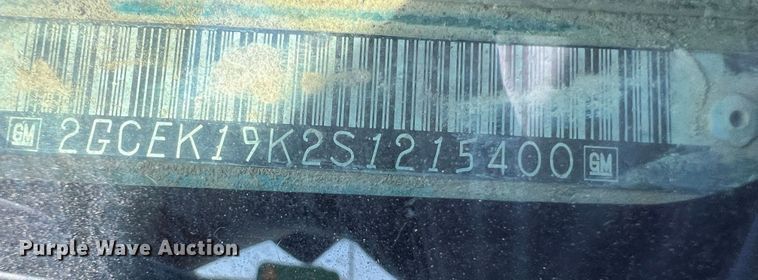 GM 2GCEK19K2S1215400 GM
Purple Wave Auction